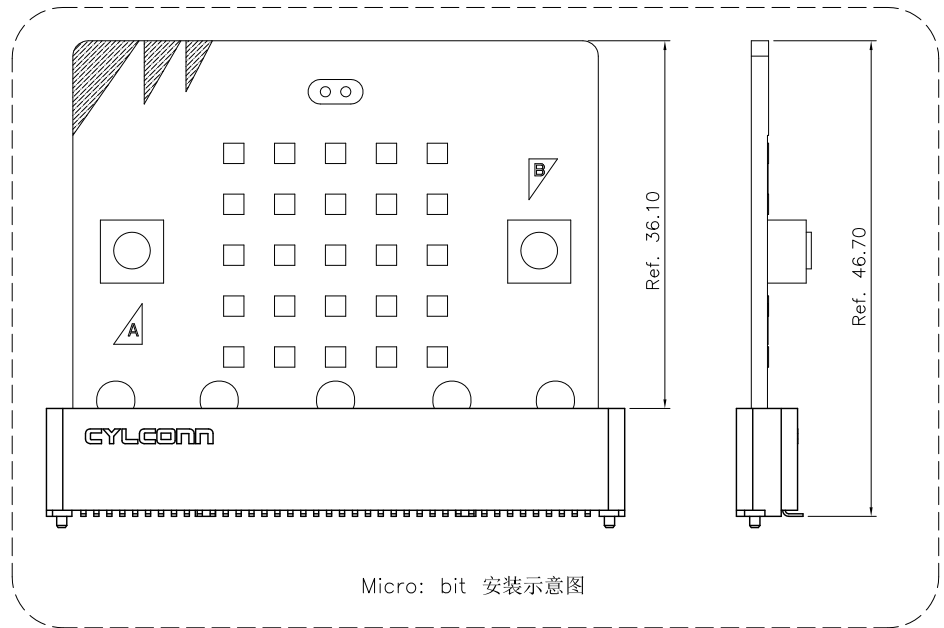 B
Ref. 36.10
Ref. 46.70
A
CYLCONN
Micro: bit 安装示意图